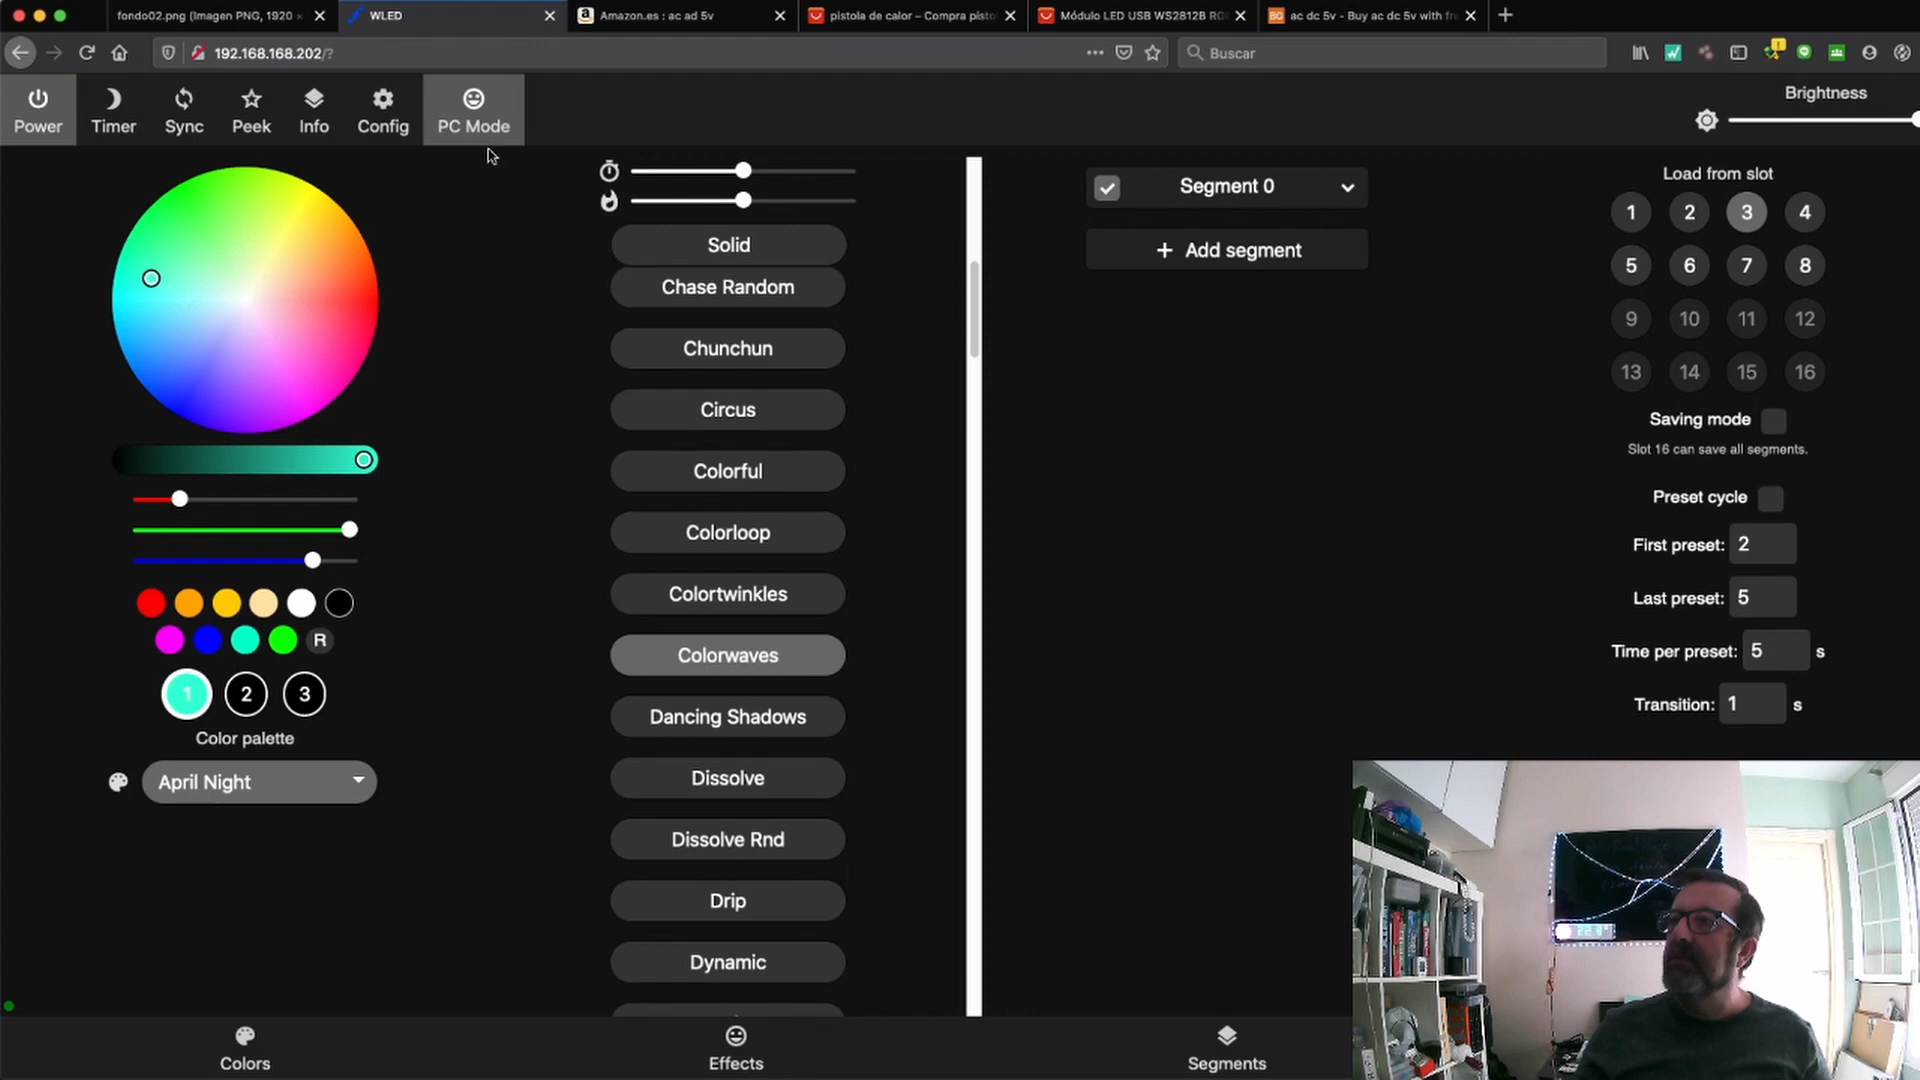 fondo02.png (Imagen PNG, 1920 ×
WLED
Amazon.es : ac ad 5v
pistola de calor – Compra pisto
Módulo LED USB WS2812B RG
BG
ac dc 5v - Buy ac dc 5v with fr
192.168.168.202/?
Buscar
Power
Timer
Sync
Peek
Info
Config
PC Mode
Brightness
R
1
2
3
Color palette
April Night
Solid
Chase Random
Chunchun
Circus
Colorful
Colorloop
Colortwinkles
Colorwaves
Dancing Shadows
Dissolve
Dissolve Rnd
Drip
Dynamic
Segment 0
+ Add segment
Load from slot
1 2 3 4
5 6 7 8
9 10 11 12
13 14 15 16
Saving mode
Slot 16 can save all segments.
Preset cycle
First preset: 2
Last preset: 5
Time per preset: 5 s
Transition: 1 s
Colors
Effects
Segments